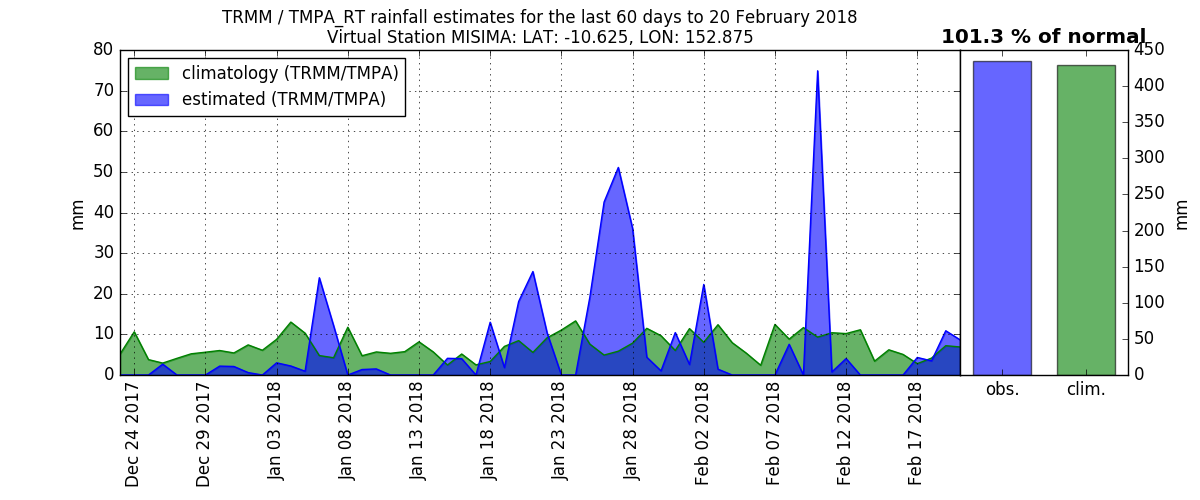 TRMM / TMPA_RT rainfall estimates for the last 60 days to 20 February 2018
Virtual Station MISIMA: LAT: -10.625, LON: 152.875
101.3 % of normal
climatology (TRMM/TMPA)
estimated (TRMM/TMPA)
80
70
60
50
40
30
20
10
0
mm
450
400
350
300
250
200
150
100
50
0
mm
Dec 24 2017
Dec 29 2017
Jan 03 2018
Jan 08 2018
Jan 13 2018
Jan 18 2018
Jan 23 2018
Jan 28 2018
Feb 02 2018
Feb 07 2018
Feb 12 2018
Feb 17 2018
obs.
clim.